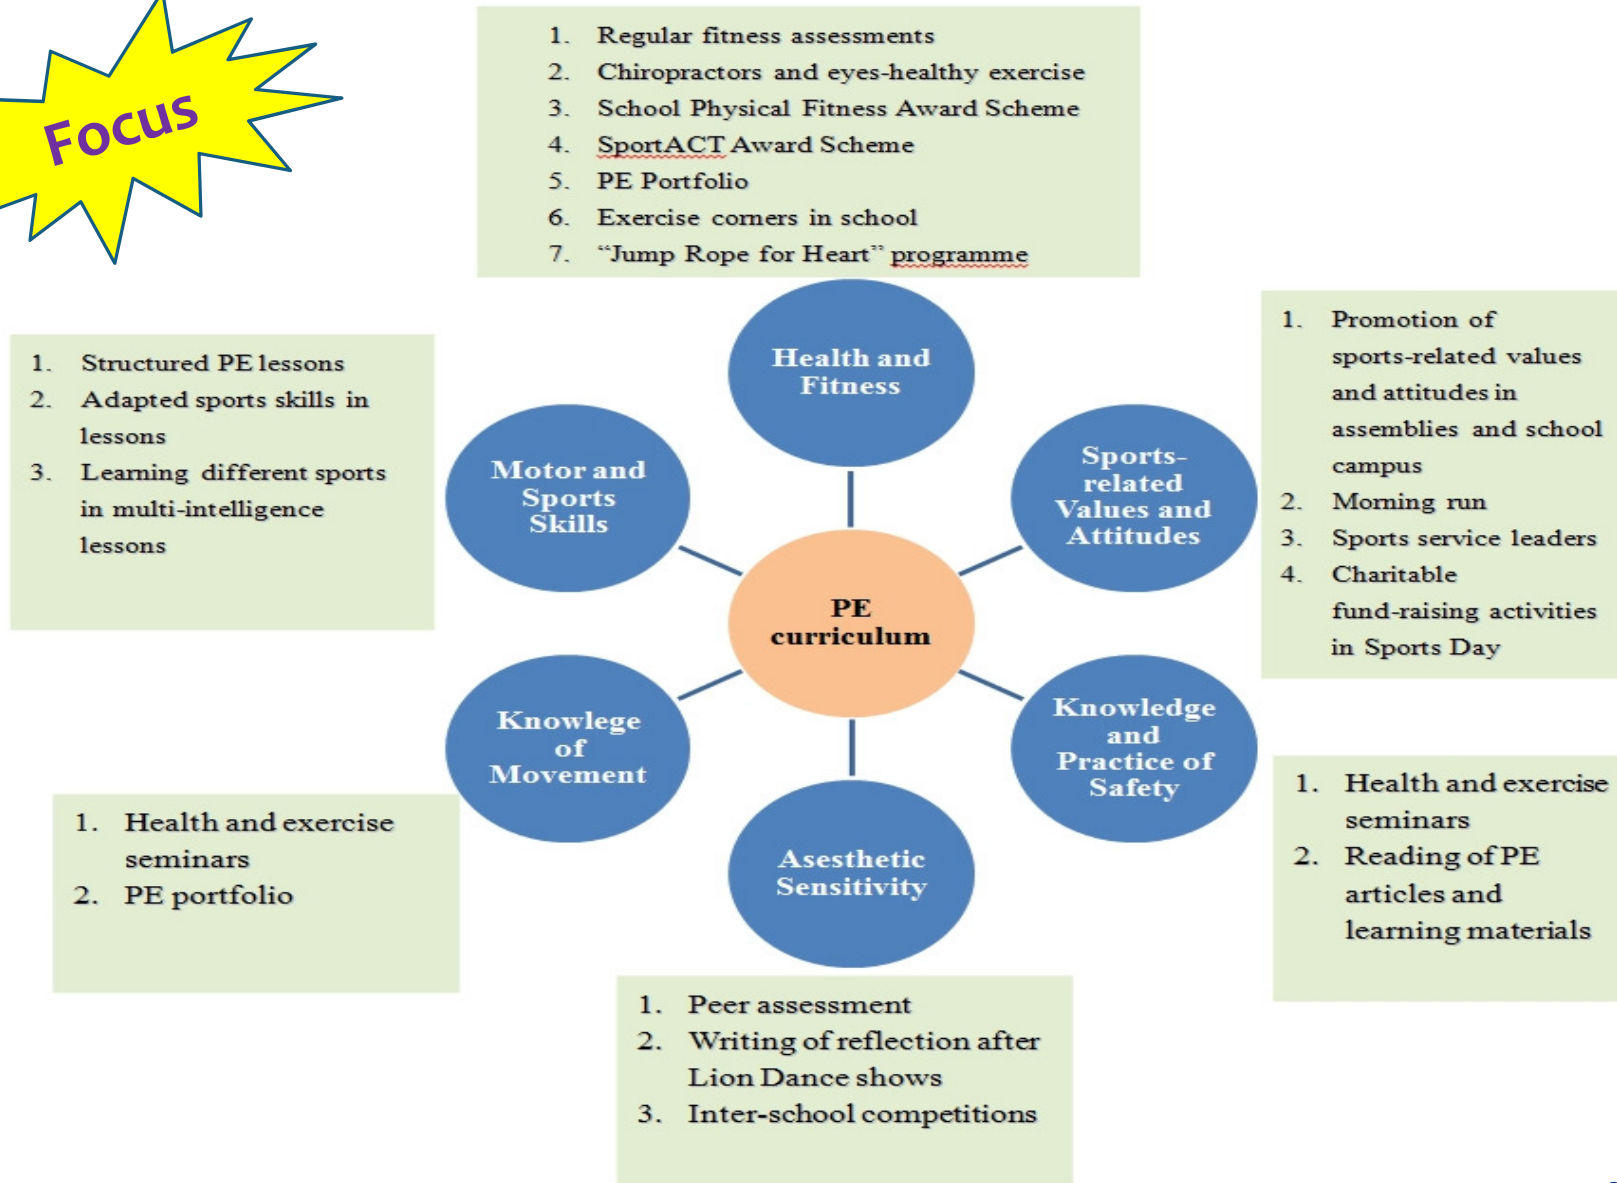 Focus
1. Regular fitness assessments
2. Chiropractors and eyes-healthy exercise
3. School Physical Fitness Award Scheme
4. SportACT Award Scheme
5. PE Portfolio
6. Exercise corners in school
7. “Jump Rope for Heart” programme
Health and
Fitness
1. Structured PE lessons
2. Adapted sports skills in
lessons
3. Learning different sports
in multi-intelligence
lessons
Motor and
Sports
Skills
Sports-
related
Values and
Attitudes
1. Promotion of
sports-related values
and attitudes in
assemblies and school
campus
2. Morning run
3. Sports service leaders
4. Charitable
fund-raising activities
in Sports Day
PE
curriculum
Knowlege
of
Movement
1. Health and exercise
seminars
2. PE portfolio
Knowledge
and
Practice of
Safety
1. Health and exercise
seminars
2. Reading of PE
articles and
learning materials
Asesthetic
Sensitivity
1. Peer assessment
2. Writing of reflection after
Lion Dance shows
3. Inter-school competitions